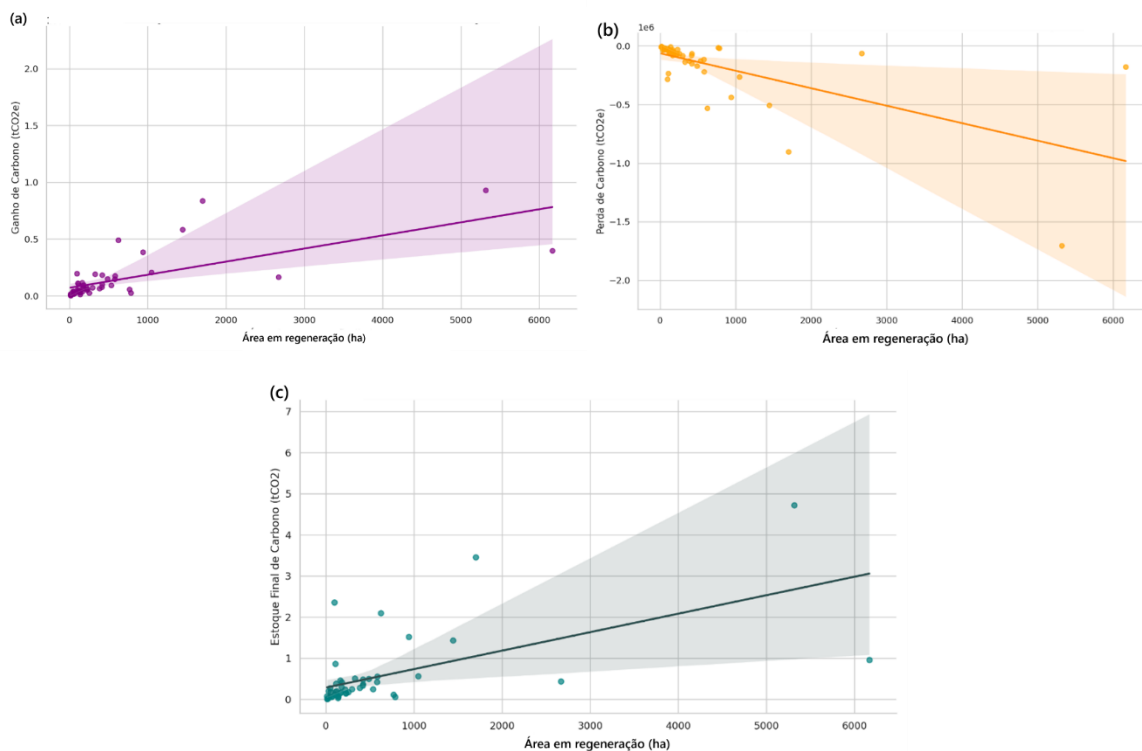 (a)
2.0
1.5
1.0
0.5
0.0
Ganho de Carbono (tCO2e)
0 1000 2000 3000 4000 5000 6000
Área em regeneração (ha)
(b)
1e6
0.0
−0.5
−1.0
−1.5
−2.0
Perda de Carbono (tCO2e)
0 1000 2000 3000 4000 5000 6000
Área em regeneração (ha)
(c)
7
6
5
4
3
2
1
0
Estoque Final de Carbono (tCO2)
0 1000 2000 3000 4000 5000 6000
Área em regeneração (ha)